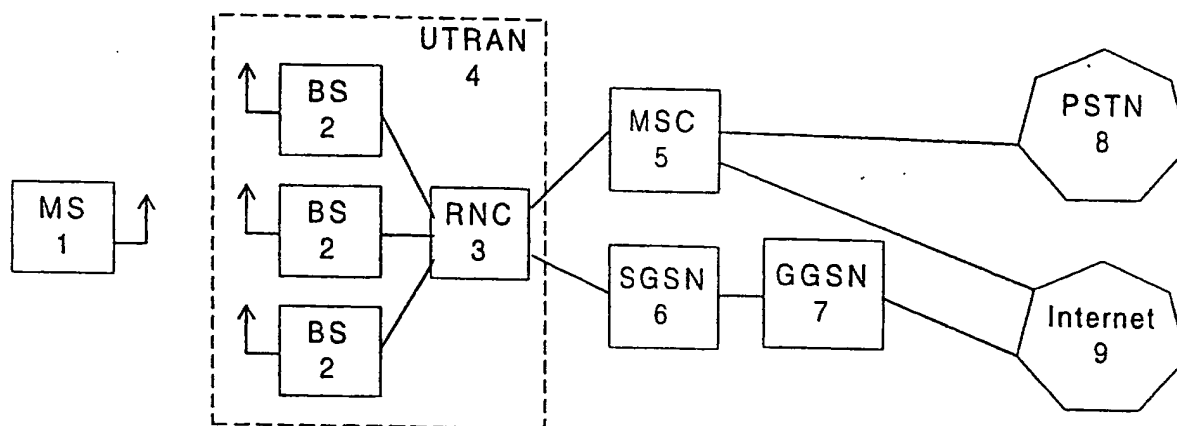 UTRAN
4
BS
2
MSC
5
PSTN
8
MS
1
BS
2
RNC
3
SGSN
6
GGSN
7
Internet
9
BS
2